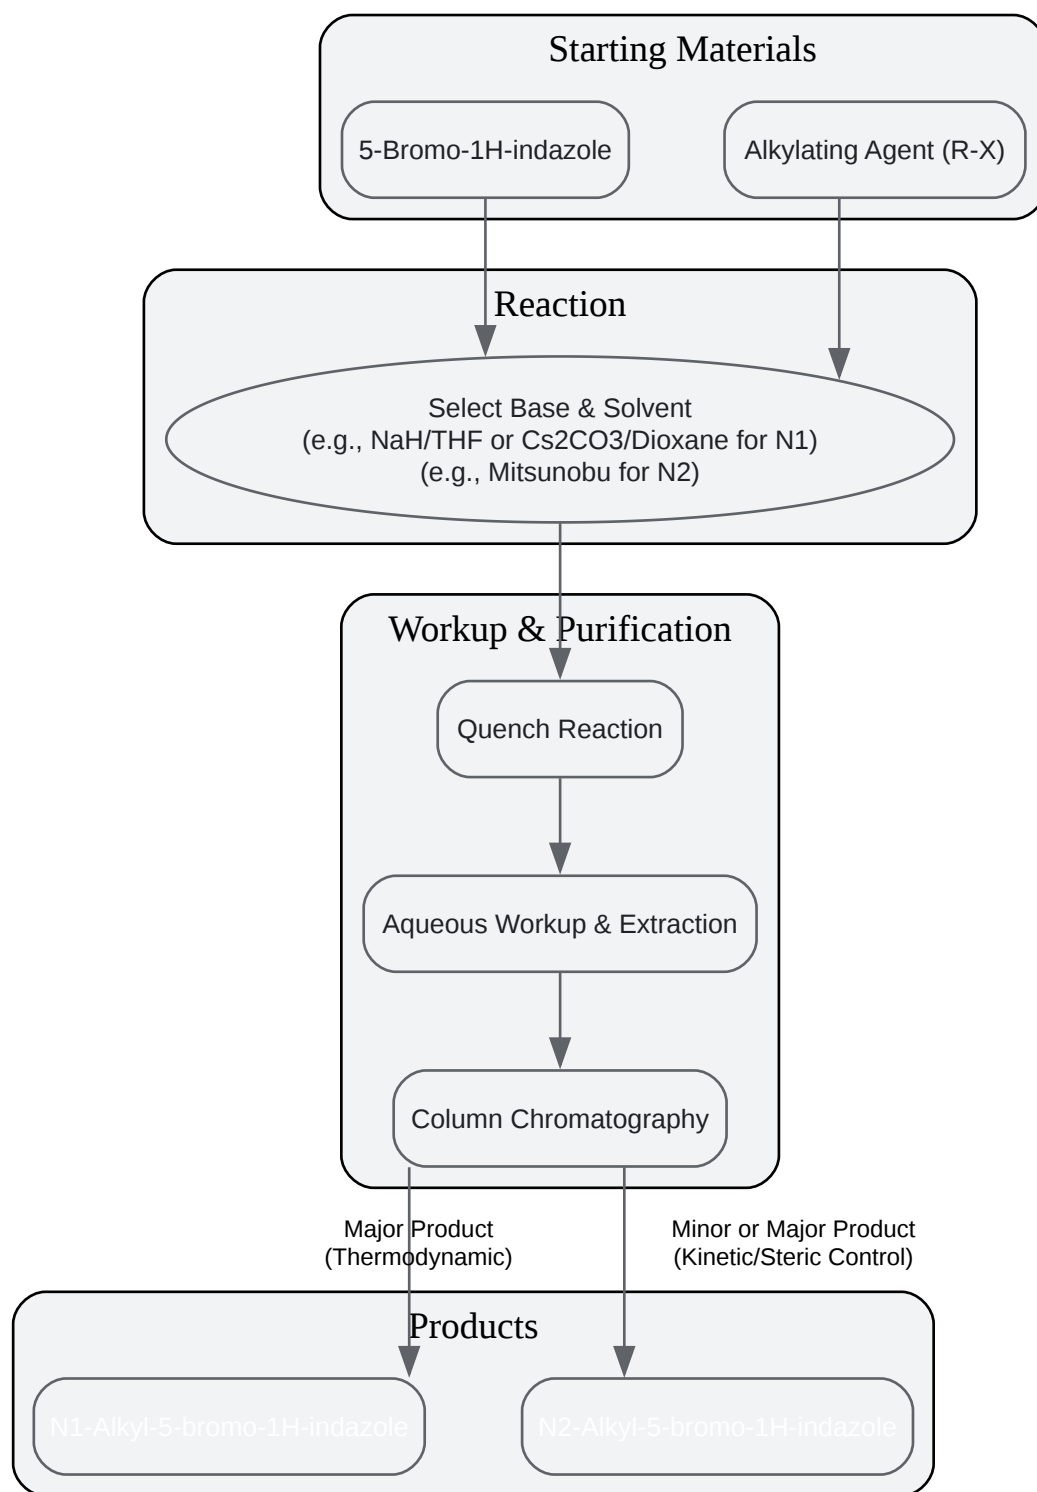 Starting Materials
5-Bromo-1H-indazole
Alkylating Agent (R-X)
Reaction
Select Base & Solvent
(e.g., NaH/THF or Cs2CO3/Dioxane for N1)
(e.g., Mitsunobu for N2)
Workup & Purification
Quench Reaction
Aqueous Workup & Extraction
Column Chromatography
Major Product
(Thermodynamic)
Minor or Major Product
(Kinetic/Steric Control)
Products
N1-Alkyl-5-bromo-1H-indazole
N2-Alkyl-5-bromo-1H-indazole